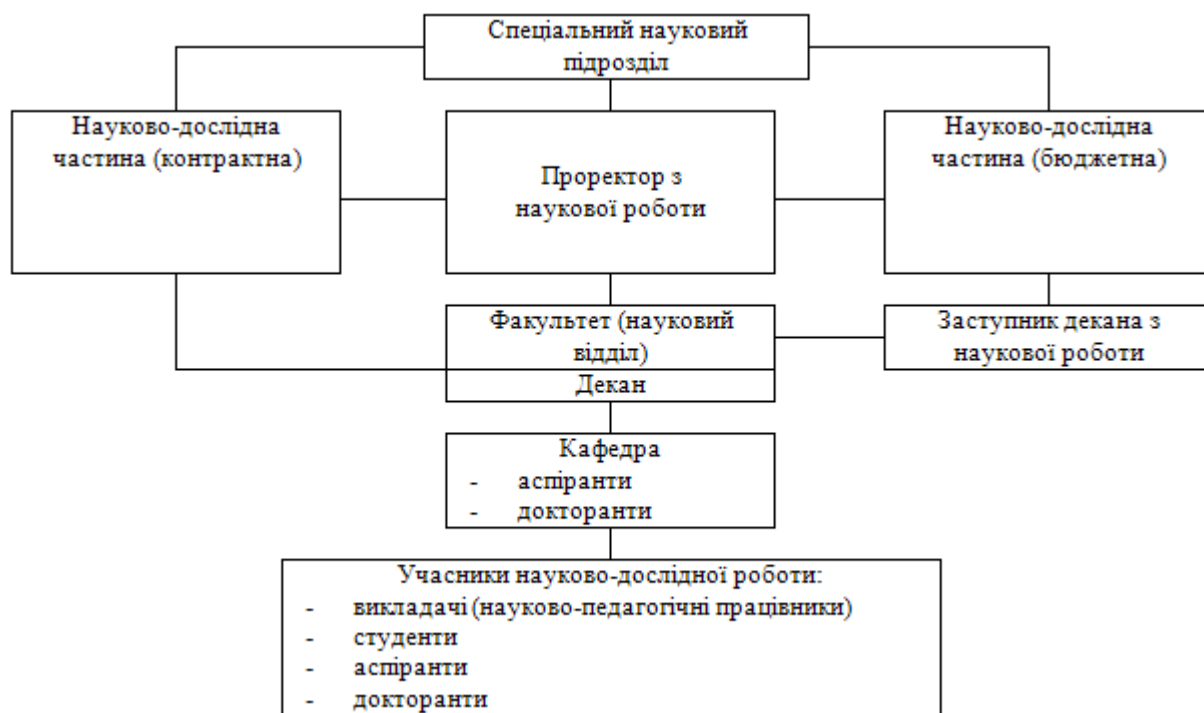 Спеціальний науковий
підрозділ
Науково-дослідна
частина (контрактна)
Проректор з
наукової роботи
Науково-дослідна
частина (бюджетна)
Факультет (науковий
відділ)
Декан
Заступник декана з
наукової роботи
Кафедра
- аспіранти
- докторанти
Учасники науково-дослідної роботи:
- викладачі (науково-педагогічні працівники)
- студенти
- аспіранти
- докторанти